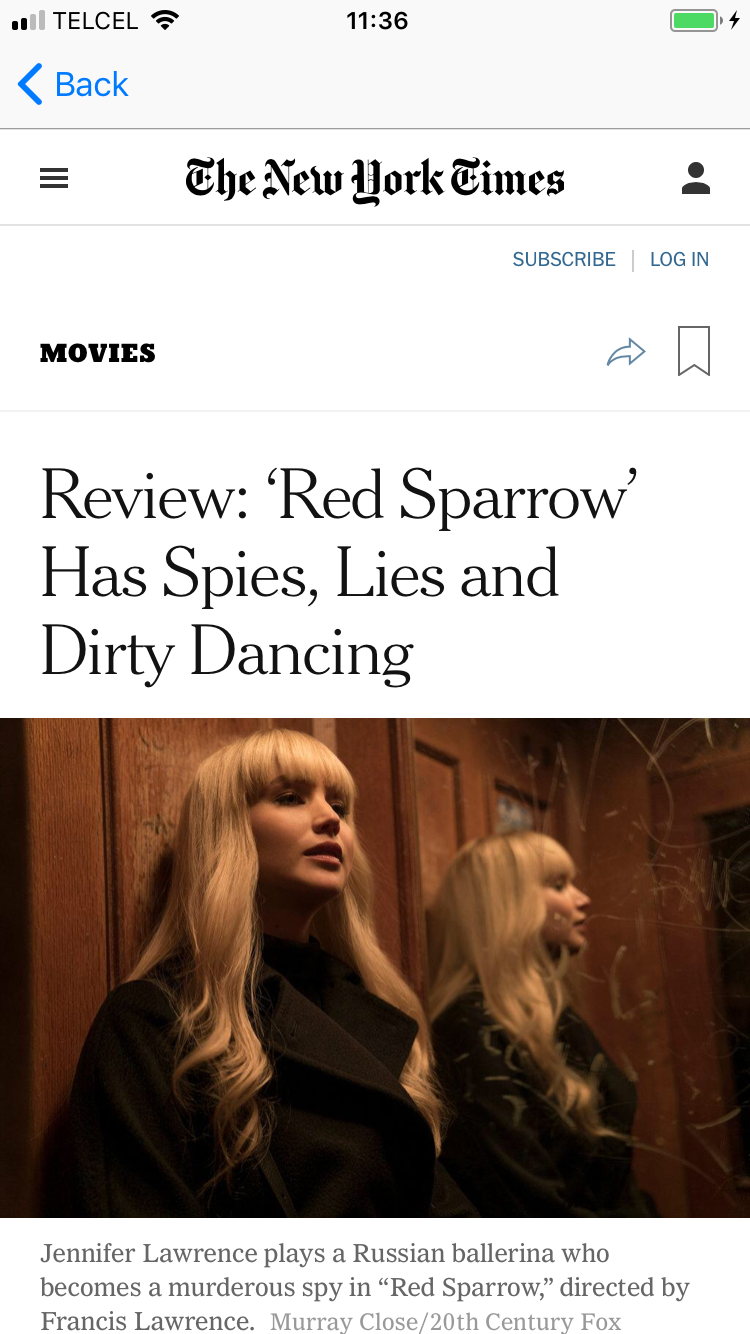 TELCEL 11:36
Back
The New York Times
SUBSCRIBE | LOG IN
MOVIES
Review: ‘Red Sparrow’
Has Spies, Lies and
Dirty Dancing
Jennifer Lawrence plays a Russian ballerina who
becomes a murderous spy in “Red Sparrow,” directed by
Francis Lawrence. Murray Close/20th Century Fox